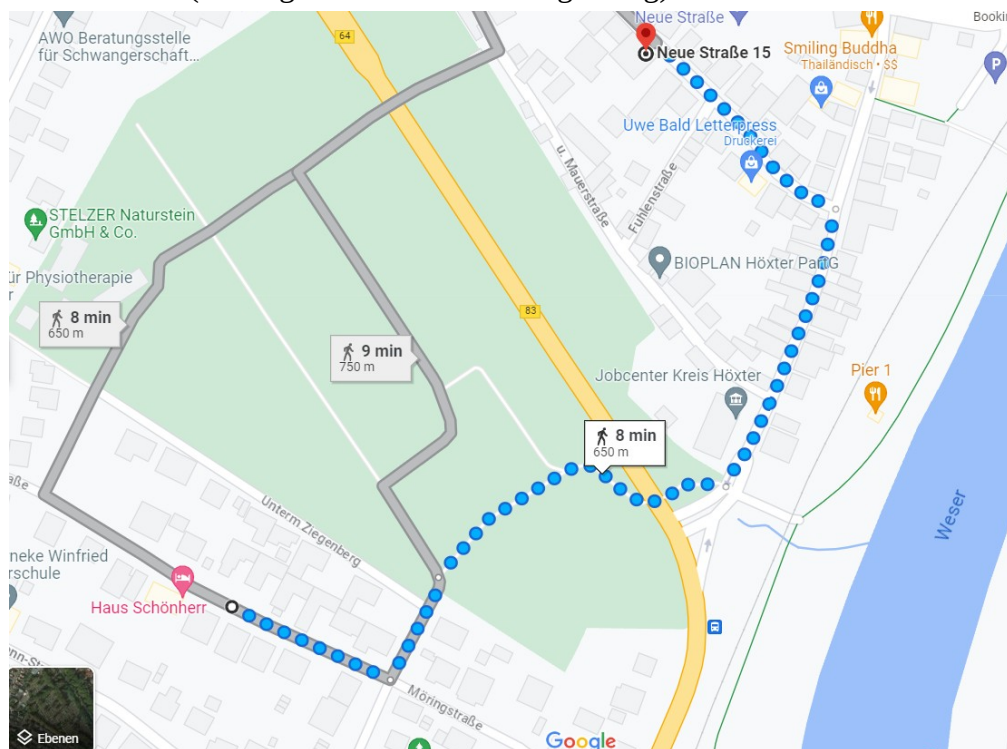 AWO Beratungsstelle
für Schwangerschaft...
64
Neue Straße
Neue Straße 15
Smiling Buddha
Thailändisch • $$
P
Uwe Bald Letterpress
Druckerei
u. Mauerstraße
Fuhlenstraße
STELZER Naturstein
GmbH & Co.
BIOPLAN Höxter PartG
ür Physiotherapie
r
8 min
650 m
83
9 min
750 m
Jobcenter Kreis Höxter
Pier 1
8 min
650 m
aße
Unterm Ziegenberg
Weser
neke Winfried
rschule
Haus Schönherr
Möringstraße
Ebenen
Google